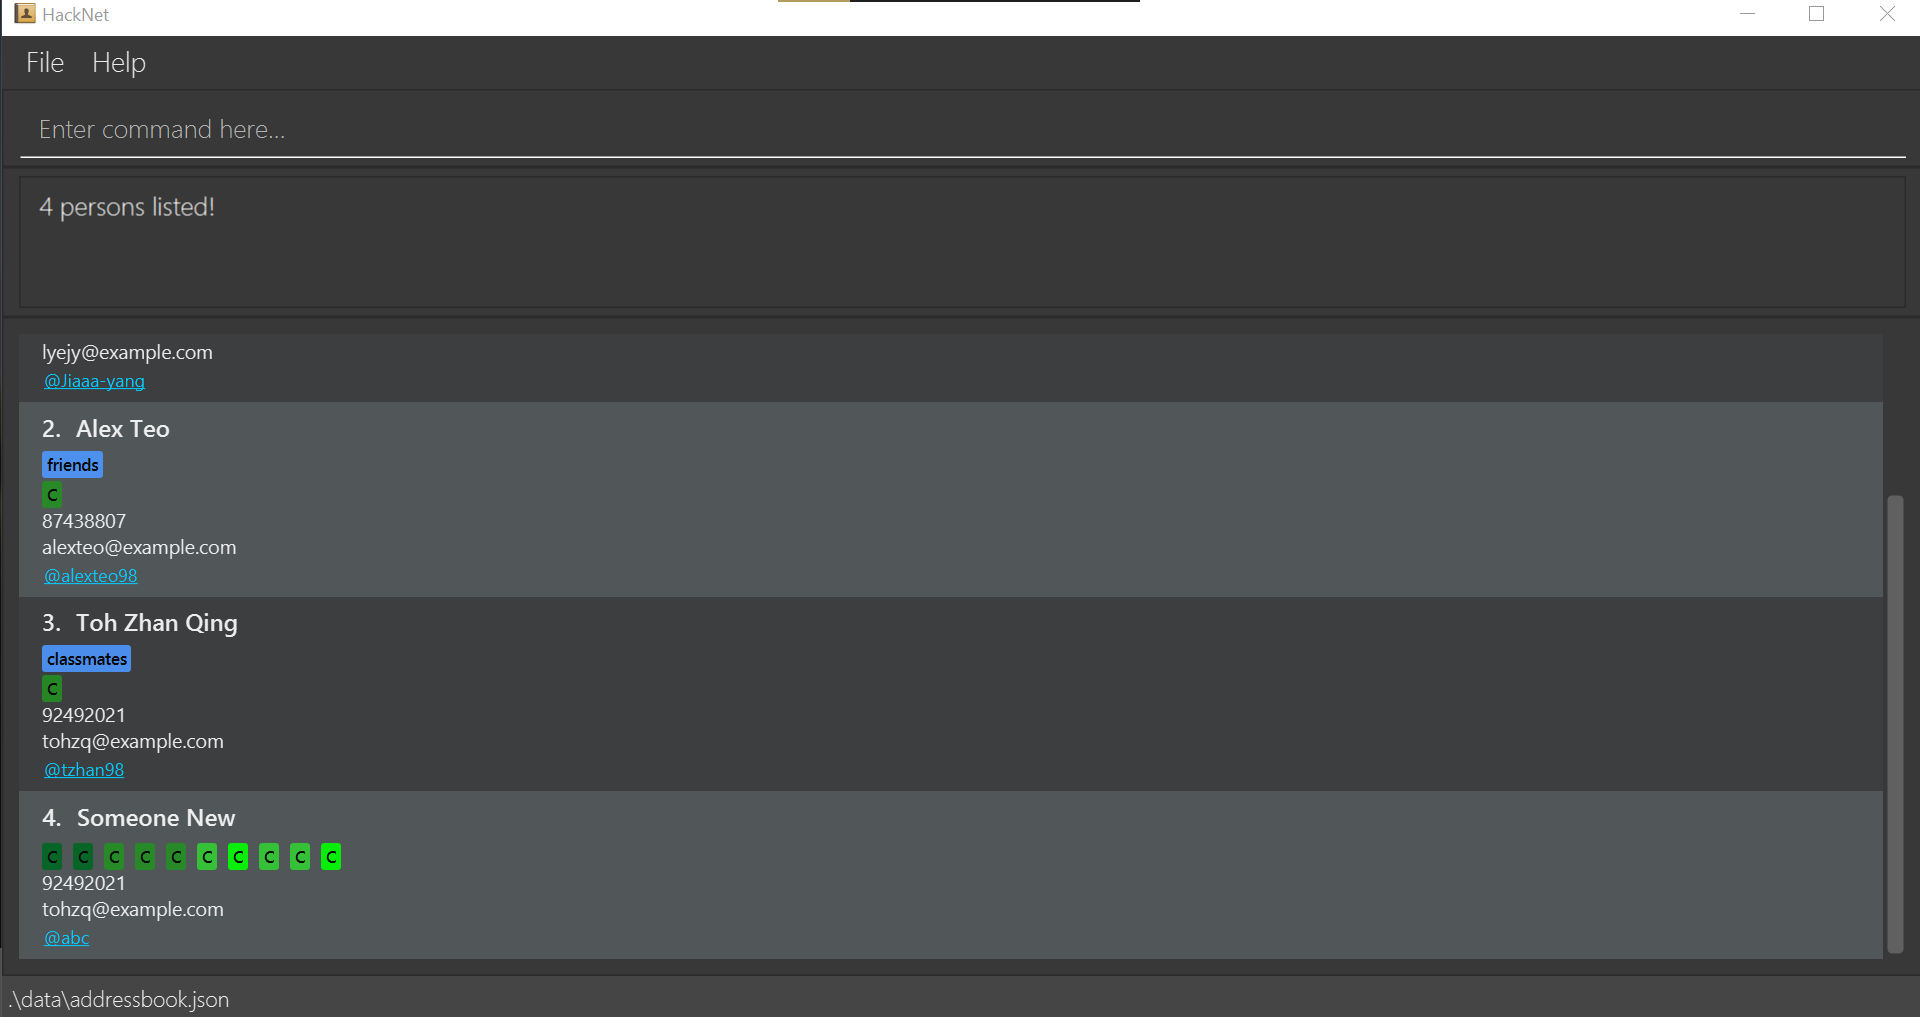 HackNet
File Help
Enter command here...
4 persons listed!
lyejy@example.com
@Jiaaa-yang
2. Alex Teo
friends
C
87438807
alexteo@example.com
@alexteo98
3. Toh Zhan Qing
classmates
C
92492021
tohzq@example.com
@tzhan98
4. Someone New
C C C C C C C C C C
92492021
tohzq@example.com
@abc
.\data\addressbook.json